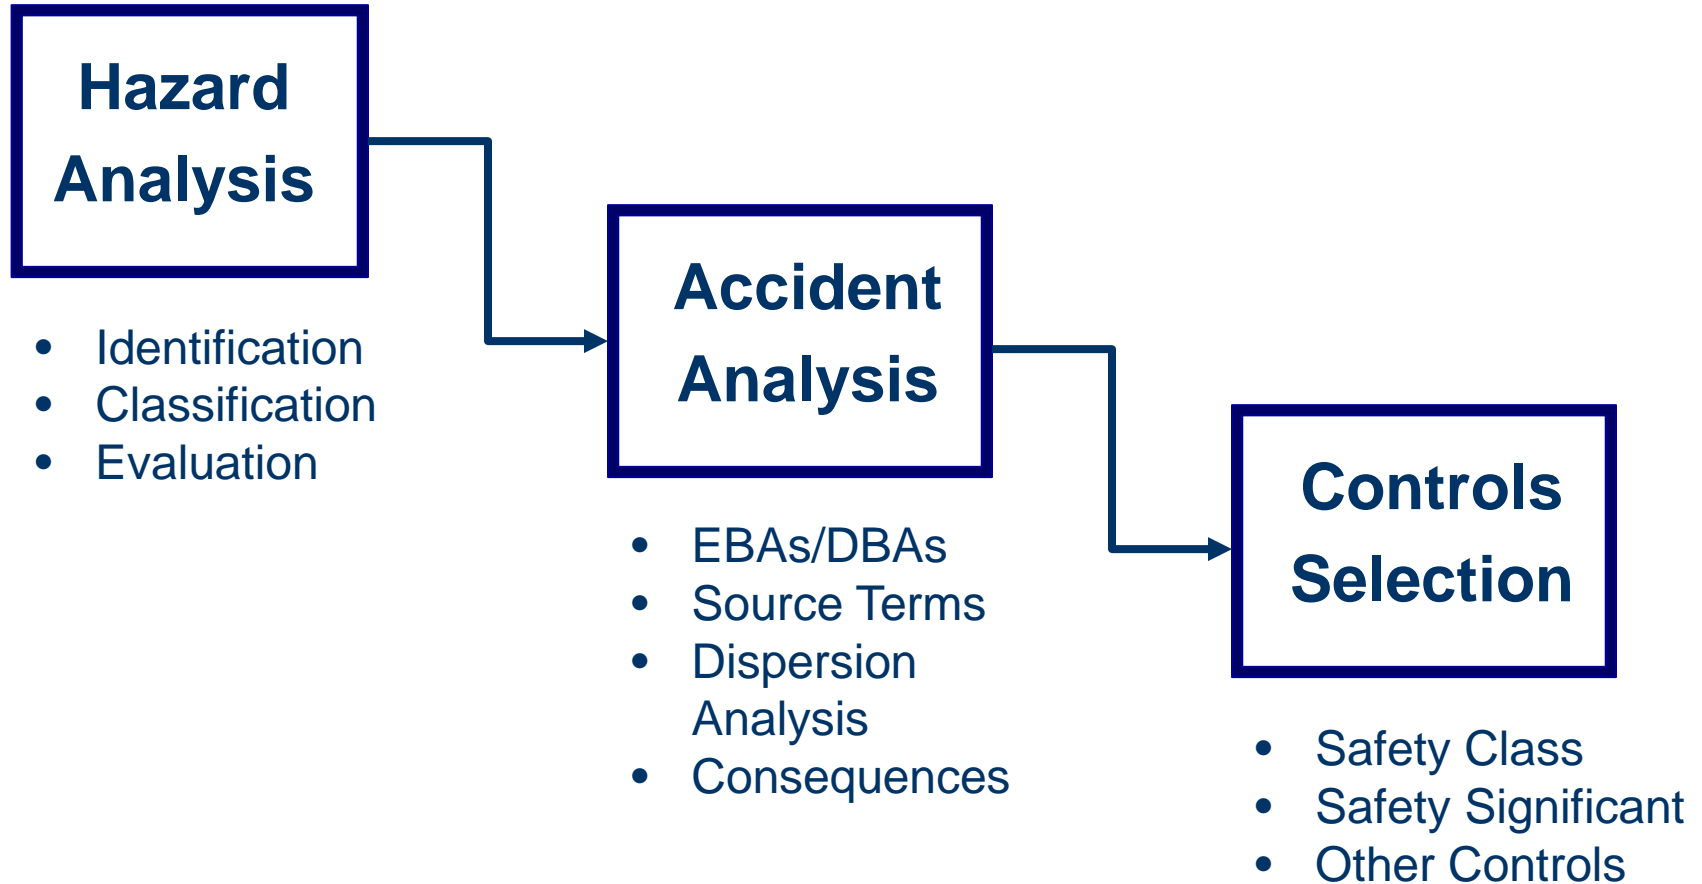 Hazard
Analysis
• Identification
• Classification
• Evaluation
Accident
Analysis
• EBAs/DBAs
• Source Terms
• Dispersion
Analysis
• Consequences
Controls
Selection
• Safety Class
• Safety Significant
• Other Controls